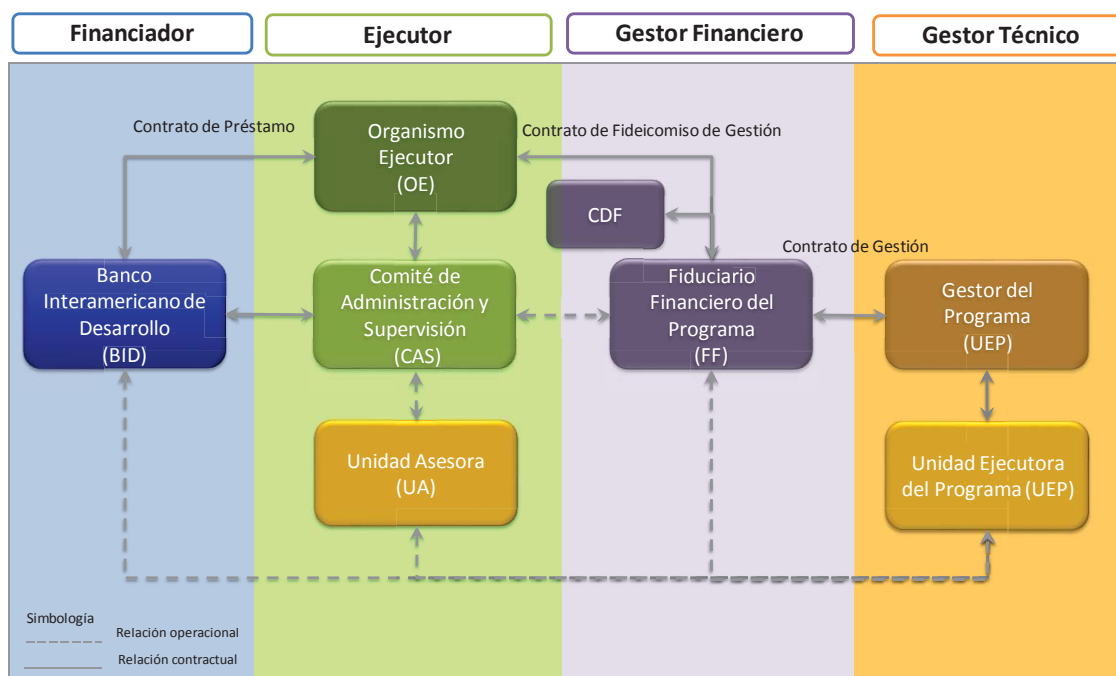 Financiador
Ejecutor
Gestor Financiero
Gestor Técnico
Contrato de Préstamo
Organismo
Ejecutor
(OE)
Contrato de Fideicomiso de Gestión
CDF
Contrato de Gestión
Banco
Interamericano de
Desarrollo
(BID)
Comité de
Administración y
Supervisión
(CAS)
Fiduciario
Financiero del
Programa
(FF)
Gestor del
Programa
(UEP)
Unidad Asesora
(UA)
Unidad Ejecutora
del Programa (UEP)
Simbología
Relación operacional
Relación contractual